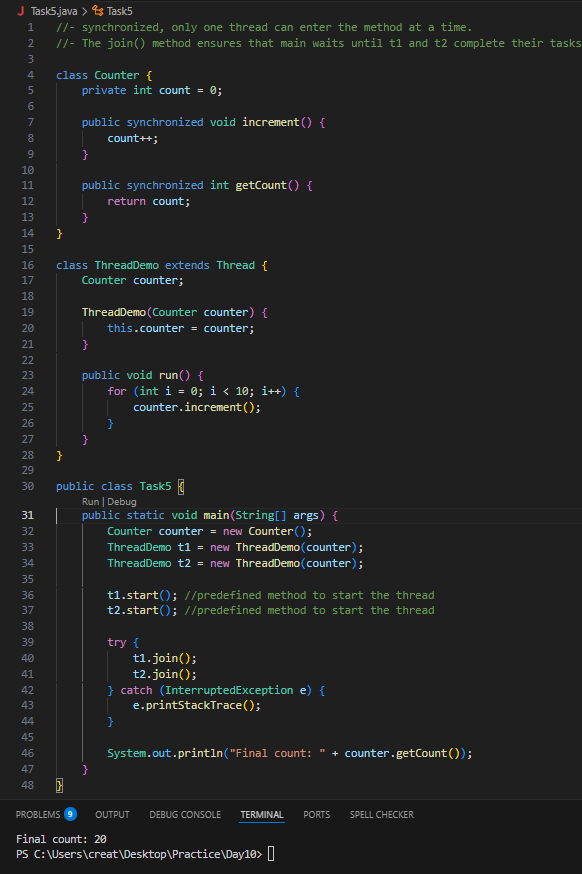 Task5.java > Task5
1 //- synchronized, only one thread can enter the method at a time.
2 //- The join() method ensures that main waits until t1 and t2 complete their tasks
3
4 class Counter {
5     private int count = 0;
6
7     public synchronized void increment() {
8         count++;
9     }
10
11     public synchronized int getCount() {
12         return count;
13     }
14 }
15
16 class ThreadDemo extends Thread {
17     Counter counter;
18
19     ThreadDemo(Counter counter) {
20         this.counter = counter;
21     }
22
23     public void run() {
24         for (int i = 0; i < 10; i++) {
25             counter.increment();
26         }
27     }
28 }
29
30 public class Task5 {
Run | Debug
31     public static void main(String[] args) {
32         Counter counter = new Counter();
33         ThreadDemo t1 = new ThreadDemo(counter);
34         ThreadDemo t2 = new ThreadDemo(counter);
35
36         t1.start(); //predefined method to start the thread
37         t2.start(); //predefined method to start the thread
38
39         try {
40             t1.join();
41             t2.join();
42         } catch (InterruptedException e) {
43             e.printStackTrace();
44         }
45
46         System.out.println("Final count: " + counter.getCount());
47     }
48 }
PROBLEMS 9 OUTPUT DEBUG CONSOLE TERMINAL PORTS SPELL CHECKER
Final count: 20
PS C:\Users\creat\Desktop\Practice\Day10>